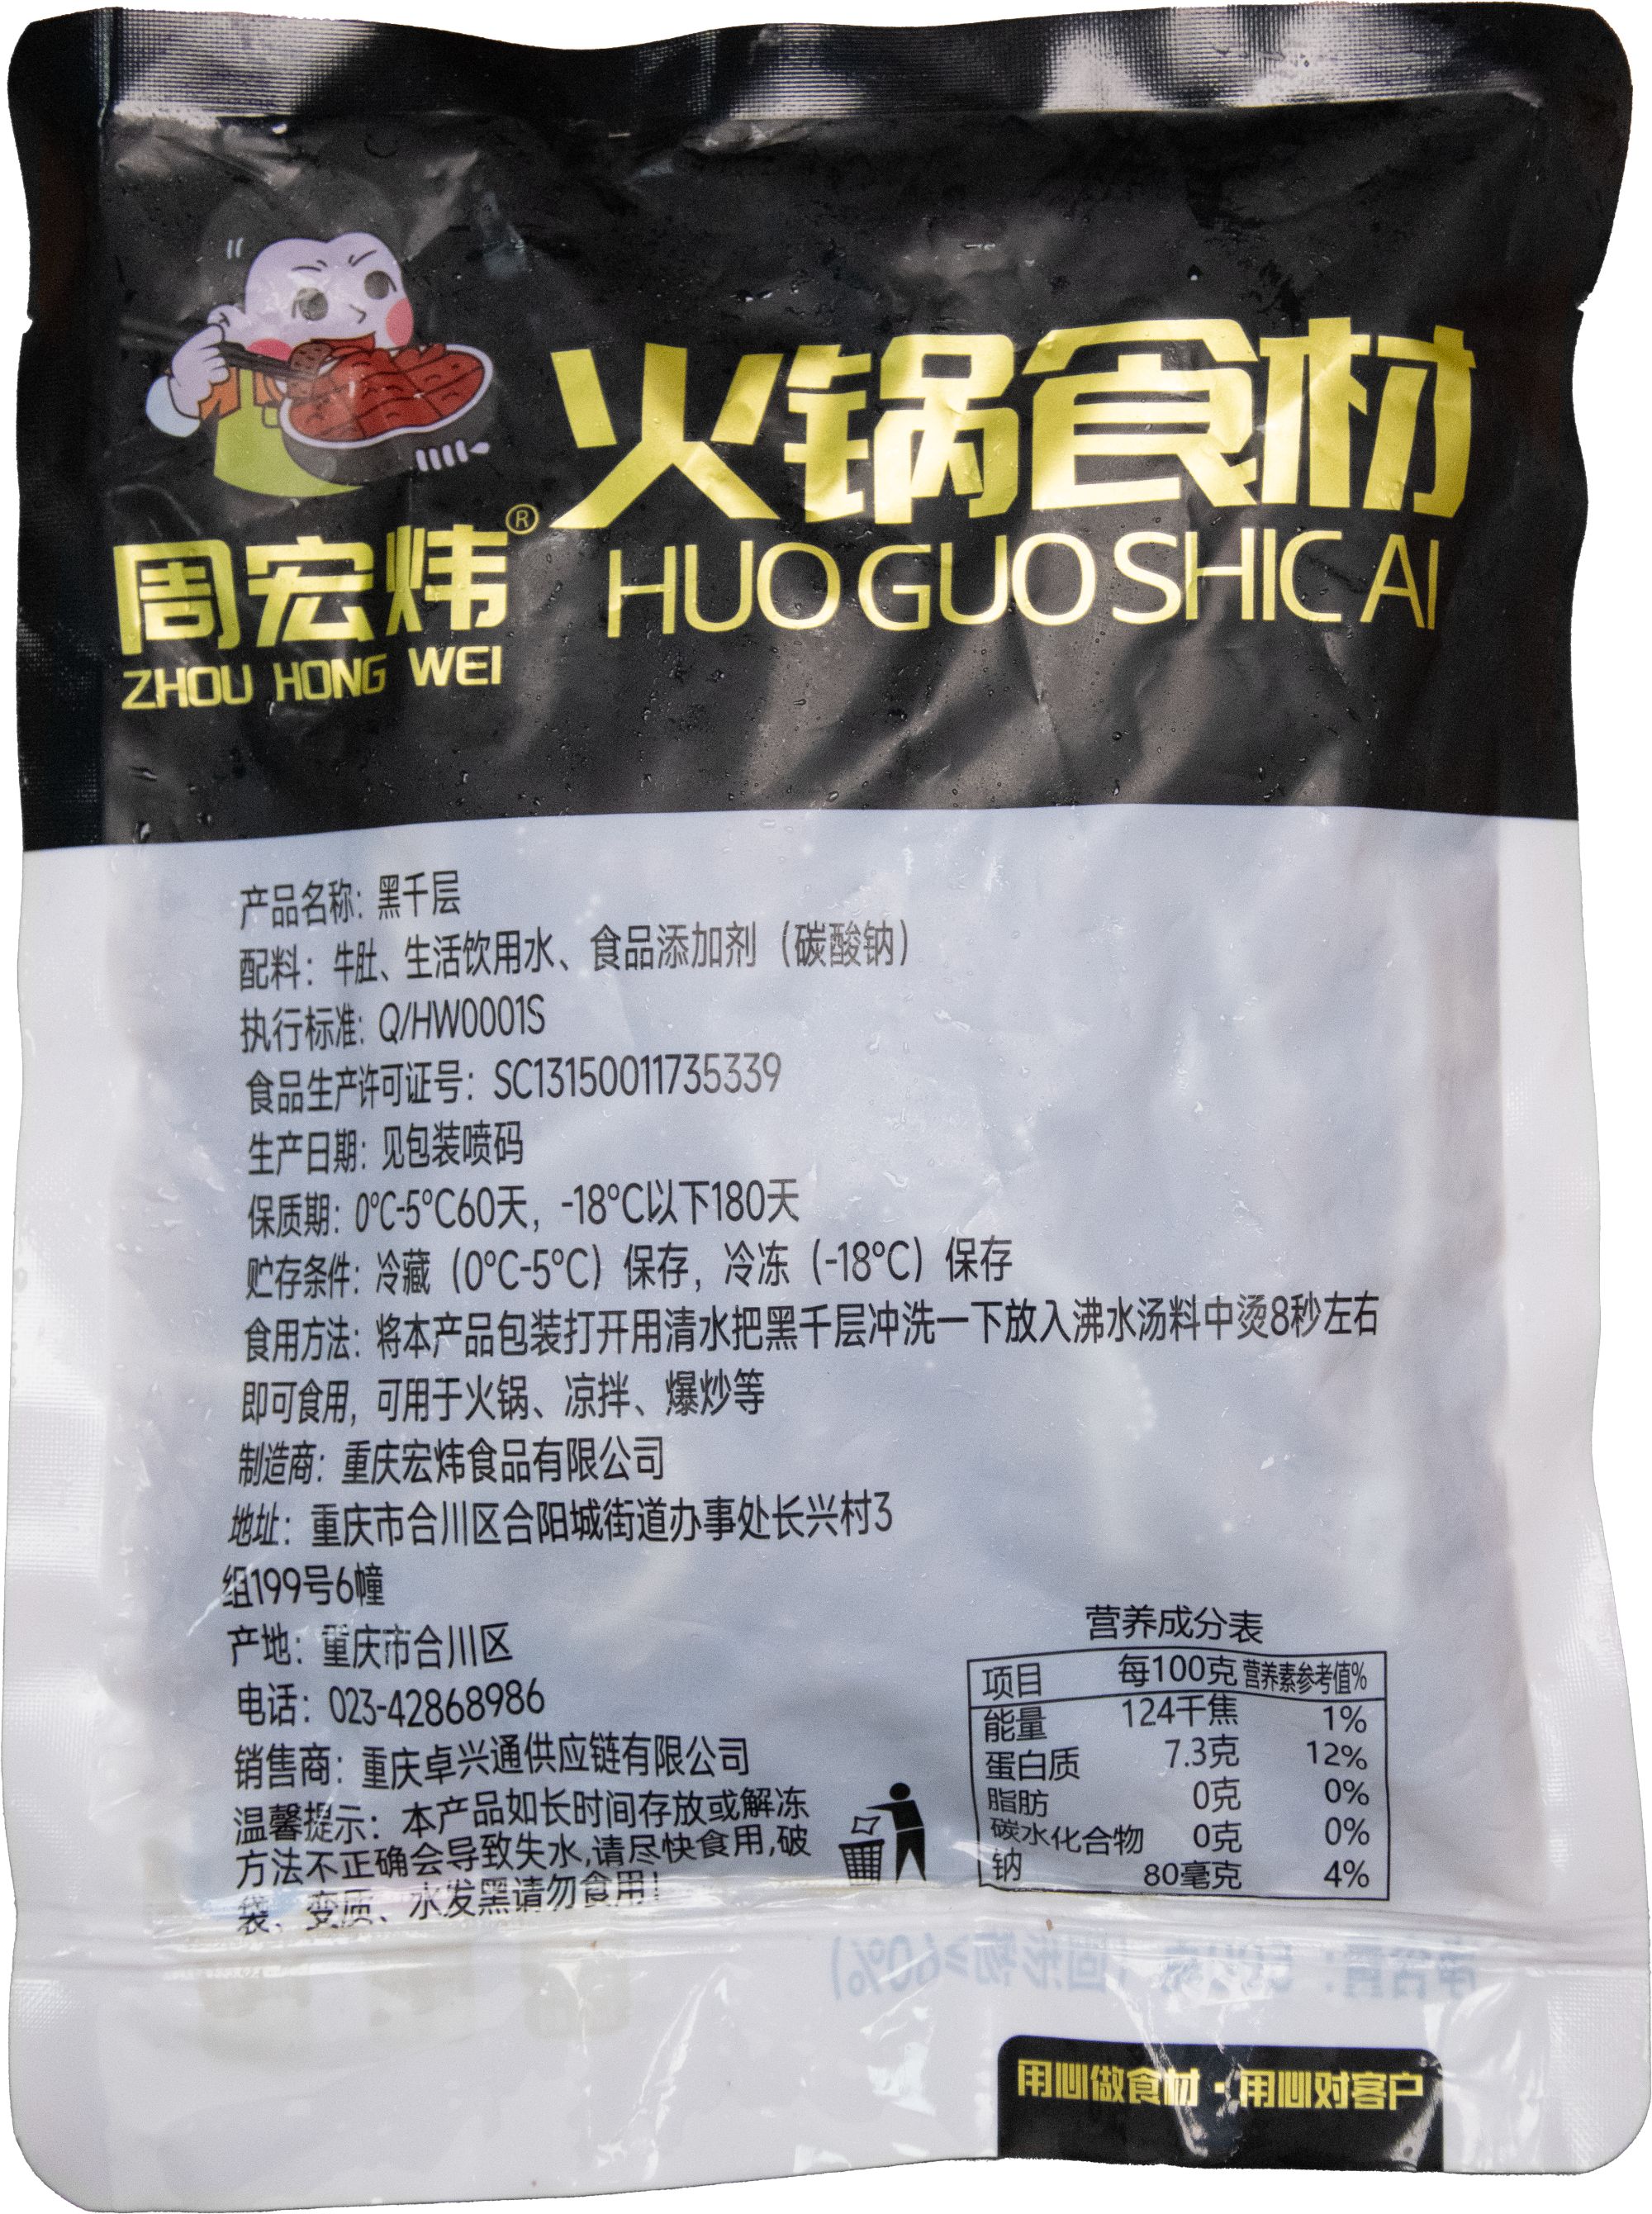 火锅食材
HUO GUO SHIC AI
周宏炜®
ZHOU HONG WEI
产品名称: 黑千层
配料: 牛肚、生活饮用水、食品添加剂（碳酸钠）
执行标准: Q/HW0001S
食品生产许可证号: SC13150011735339
生产日期: 见包装喷码
保质期: 0℃-5℃60天, -18℃以下180天
贮存条件: 冷藏（0℃-5℃）保存, 冷冻（-18℃）保存
食用方法: 将本产品包装打开用清水把黑千层冲洗一下放入沸水汤料中烫8秒左右
即可食用, 可用于火锅、凉拌、爆炒等
制造商: 重庆宏炜食品有限公司
地址: 重庆市合川区合阳城街道办事处长兴村3
组199号6幢
产地: 重庆市合川区
电话: 023-42868986
销售商: 重庆卓兴通供应链有限公司
温馨提示: 本产品如长时间存放或解冻
方法不正确会导致失水,请尽快食用,破
袋、变质、水发黑请勿食用!
营养成分表
项目 每100克 营养素参考值%
能量 124千焦 1%
蛋白质 7.3克 12%
脂肪 0克 0%
碳水化合物 0克 0%
钠 80毫克 4%
用心做食材·用心对客户